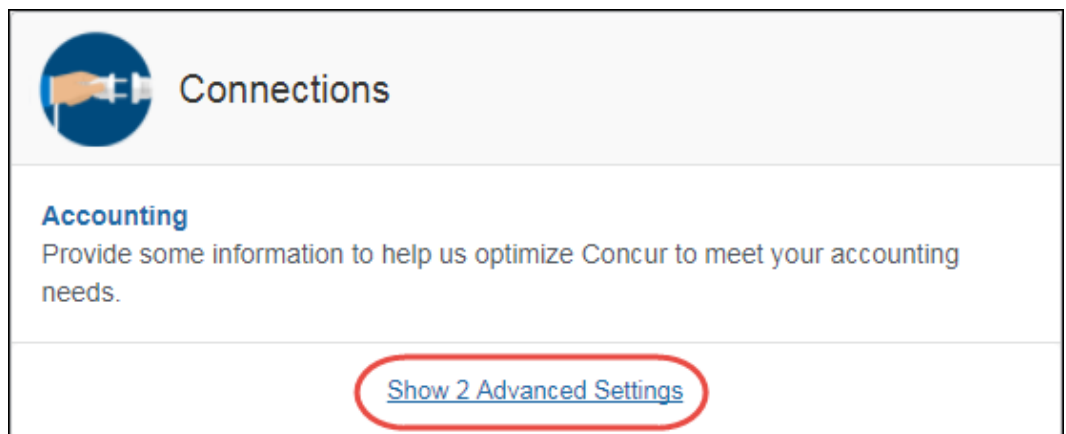 Connections
Accounting
Provide some information to help us optimize Concur to meet your accounting
needs.
Show 2 Advanced Settings